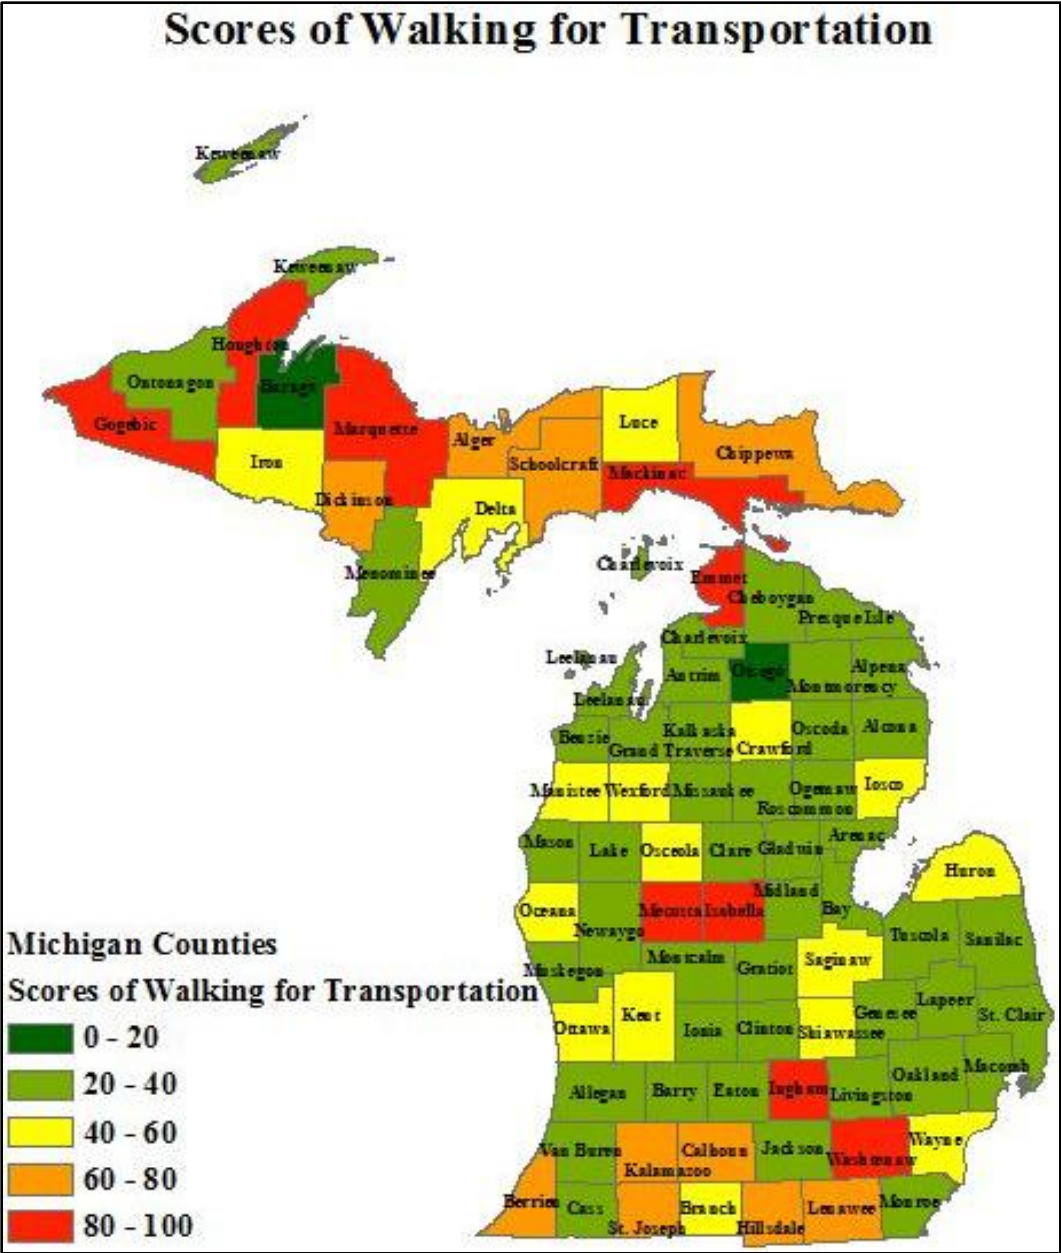 Scores of Walking for Transportation
Keweenaw
Keweenaw
Houghton
Ontonagon
Baraga
Gogebic
Marquette
Luce
Alger
Chippewa
Iron
Schoolcraft
Mackinac
Dickinson
Delta
Charlevoix
Menominee
Emmet
Cheboygan
Presque Isle
Charlevoix
Leelanau
Antrim
Otsego
Alpena
Montmorency
Leelanau
Benzie
Kalkaska
Oscoda
Alcona
Grand Traverse
Crawford
Manistee
Wexford
Missaukee
Ogemaw
Iosco
Roscommon
Mason
Lake
Osceola
Clare
Gladwin
Arenac
Huron
Midland
Oceana
Mecosta
Isabella
Bay
Newaygo
Tuscola
Sanilac
Michigan Counties
Muskegon
Montcalm
Gratiot
Saginaw
Scores of Walking for Transportation
Lapeer
Kent
Genesee
St. Clair
Ottawa
Ionia
Clinton
Shiawassee
0 - 20
20 - 40
Allegan
Barry
Eaton
Ingham
Livingston
Oakland
Macomb
40 - 60
Van Buren
Calhoun
Jackson
Washtenaw
Wayne
Kalamazoo
60 - 80
Berrien
Cass
St. Joseph
Branch
Hillsdale
Lenawee
Monroe
80 - 100